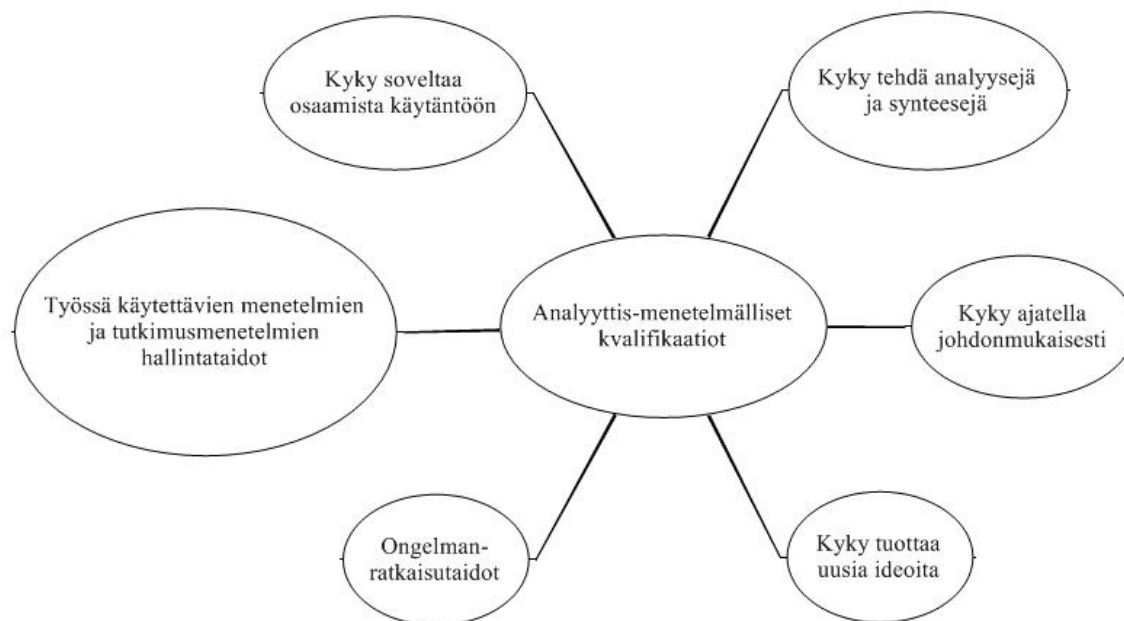 Kyky soveltaa
osaamista käytäntöön
Kyky tehdä analyysejä
ja synteesejä
Työssä käytettävien menetelmien
ja tutkimusmenetelmien
hallintataidot
Analyyttis-menetelmälliset
kvalifikaatiot
Kyky ajatella
johdonmukaisesti
Ongelman-
ratkaisutaidot
Kyky tuottaa
uusia ideoita